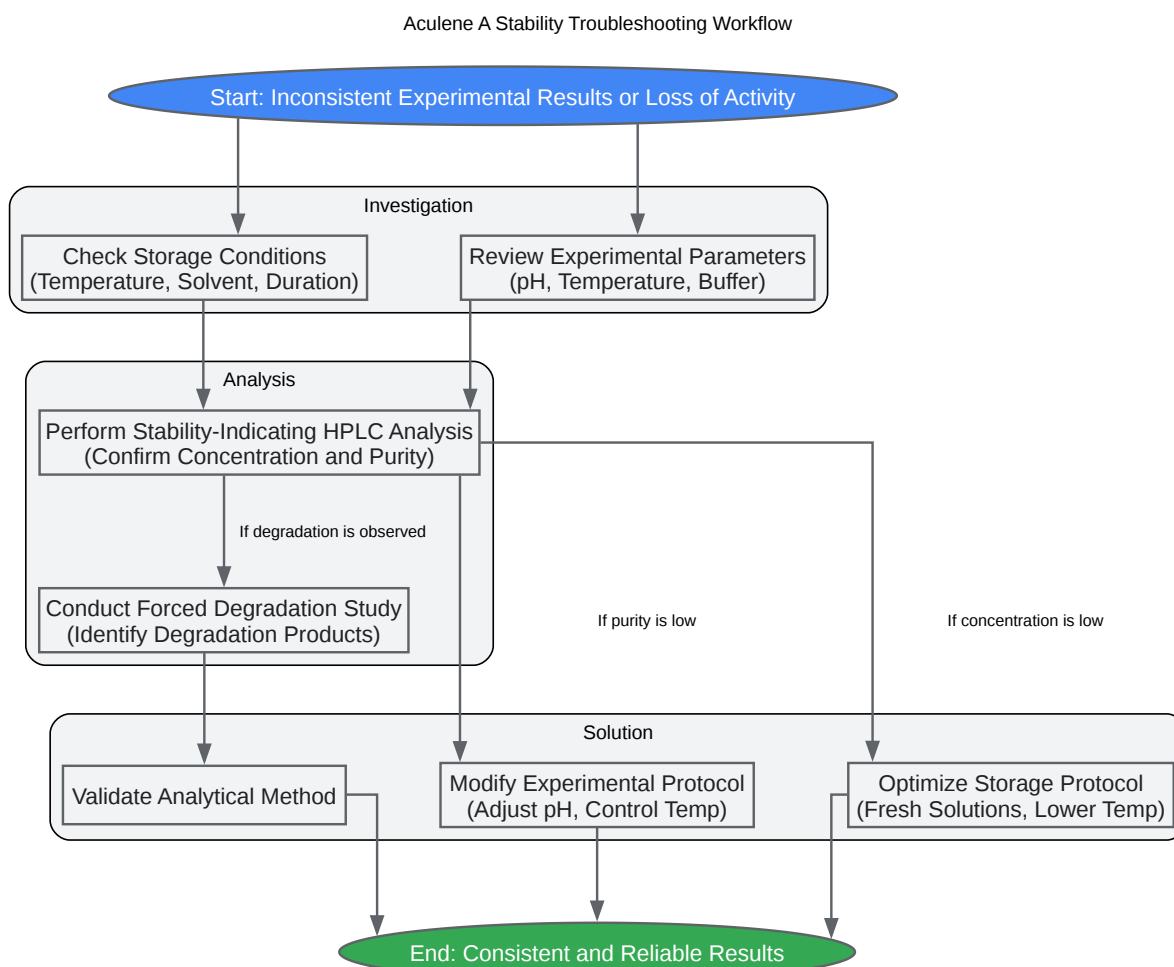 Aculene A Stability Troubleshooting Workflow
Start: Inconsistent Experimental Results or Loss of Activity
Investigation
Check Storage Conditions
(Temperature, Solvent, Duration)
Review Experimental Parameters
(pH, Temperature, Buffer)
Analysis
Perform Stability-Indicating HPLC Analysis
(Confirm Concentration and Purity)
If degradation is observed
Conduct Forced Degradation Study
(Identify Degradation Products)
If purity is low
If concentration is low
Solution
Validate Analytical Method
Modify Experimental Protocol
(Adjust pH, Control Temp)
Optimize Storage Protocol
(Fresh Solutions, Lower Temp)
End: Consistent and Reliable Results